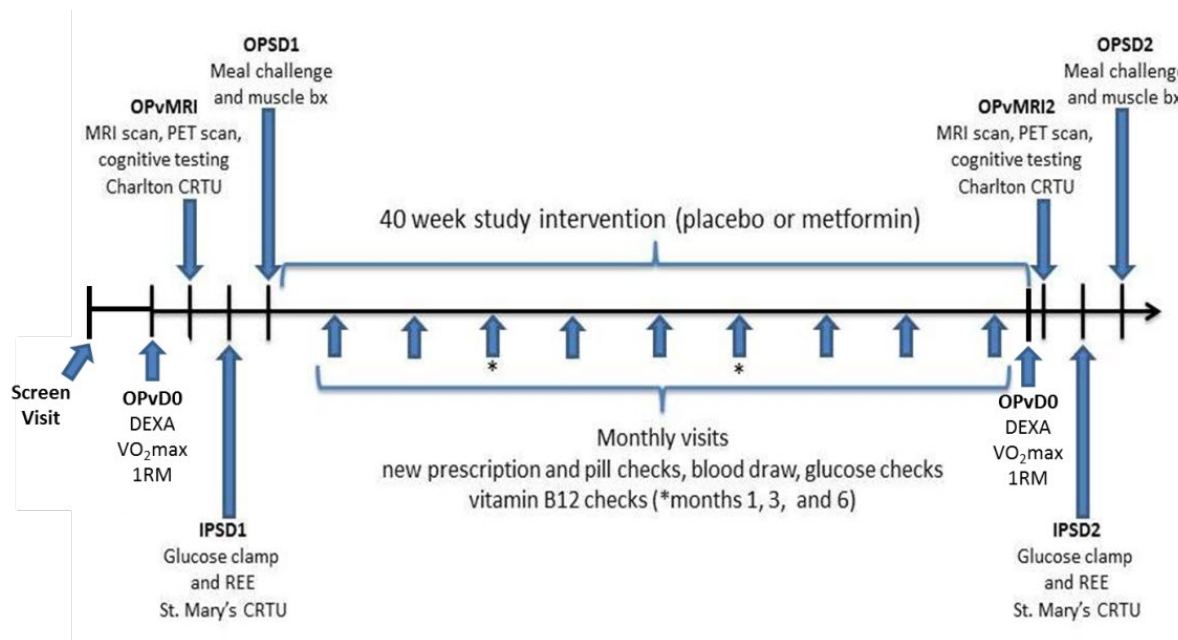 OPSD1
Meal challenge
and muscle bx
OPvMRI
MRI scan, PET scan,
cognitive testing
Charlton CRTU
OPSD2
Meal challenge
and muscle bx
OPvMRI2
MRI scan, PET scan,
cognitive testing
Charlton CRTU
40 week study intervention (placebo or metformin)
*
*
Screen
Visit
OPvD0
DEXA
VO₂max
1RM
IPSD1
Glucose clamp
and REE
St. Mary's CRTU
Monthly visits
new prescription and pill checks, blood draw, glucose checks
vitamin B12 checks (*months 1, 3, and 6)
OPvD0
DEXA
VO₂max
1RM
IPSD2
Glucose clamp
and REE
St. Mary's CRTU